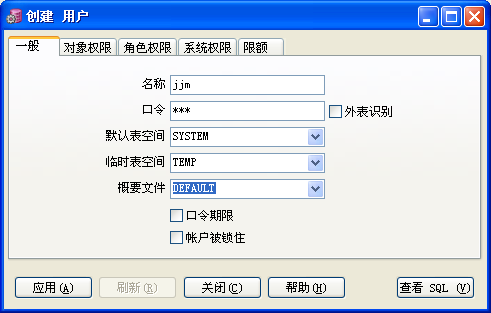 创建 用户
一般 对象权限 角色权限 系统权限 限额
名称 jjm
口令 *** 外表识别
默认表空间 SYSTEM
临时表空间 TEMP
概要文件 DEFAULT
口令期限
帐户被锁住
应用(A) 刷新(R) 关闭(C) 帮助(H) 查看 SQL (V)